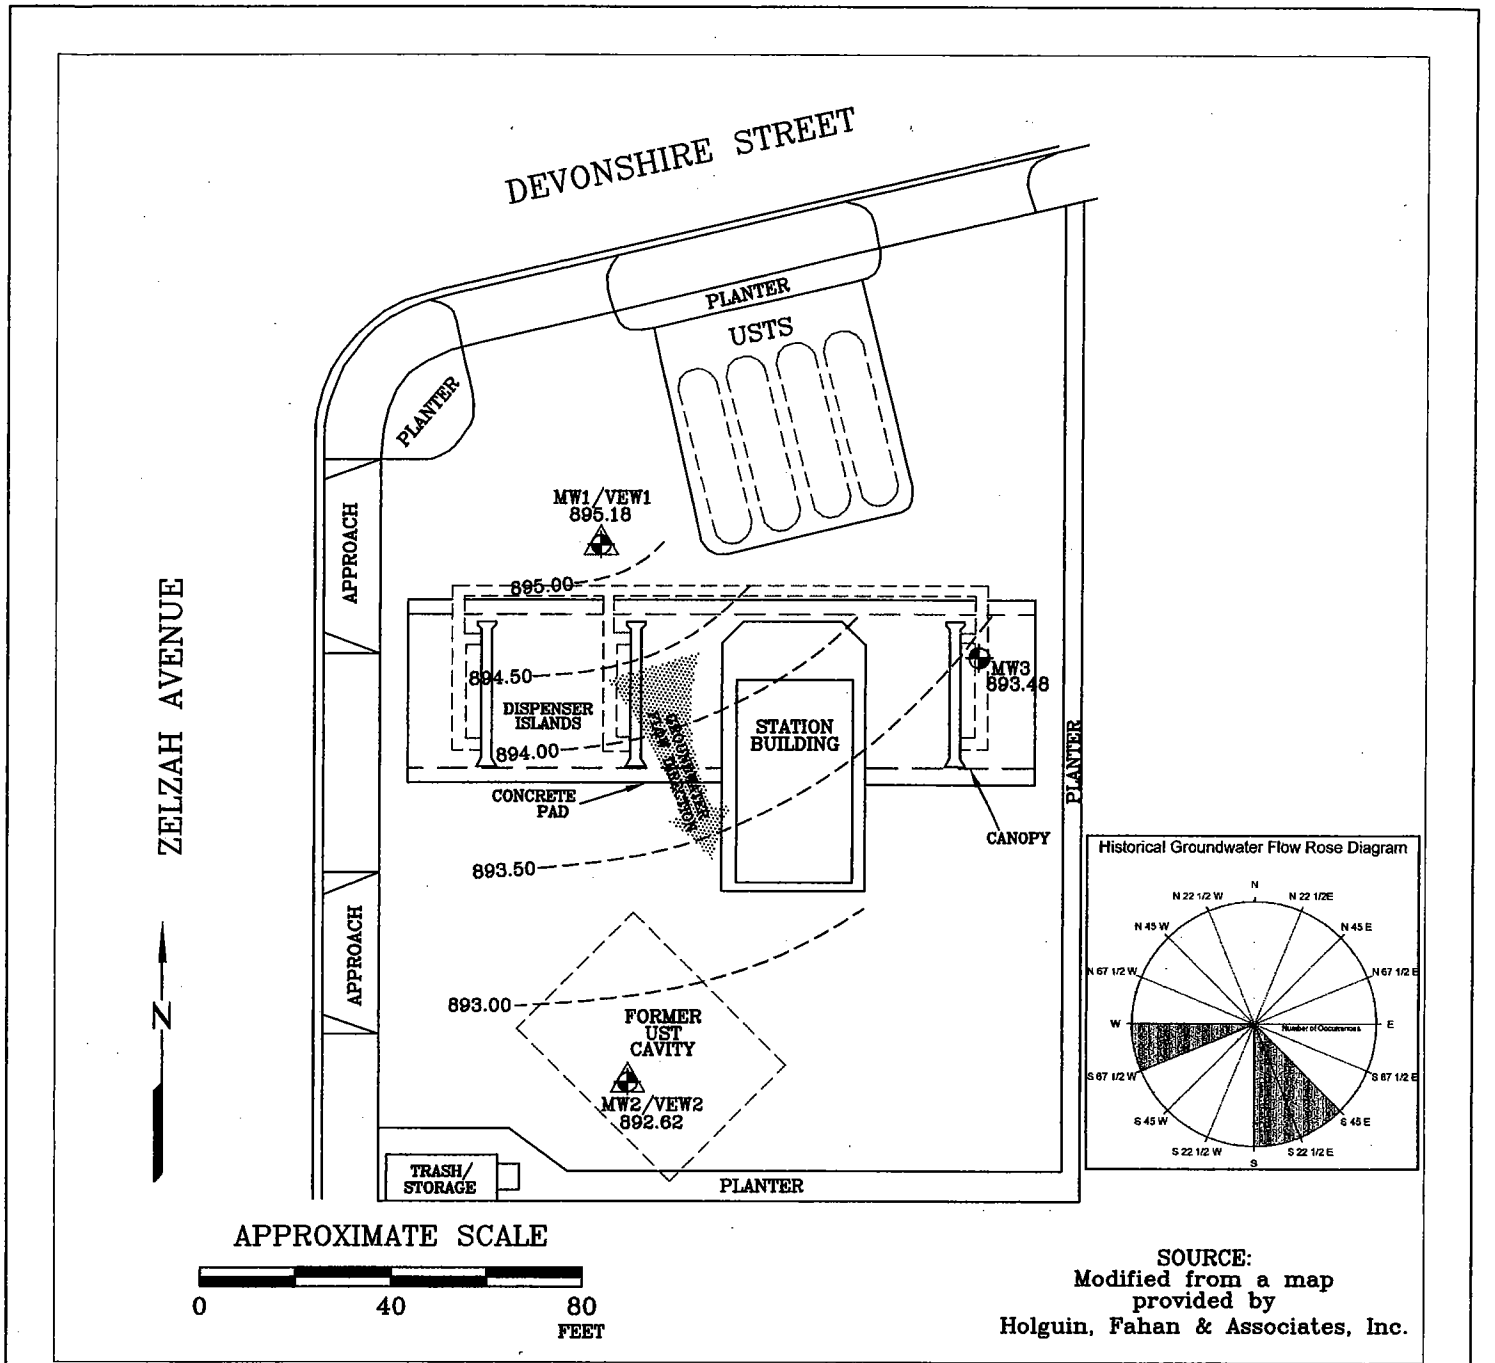 DEVONSHIRE STREET
PLANTER
USTS
PLANTER
MW1/VEW1
895.18
APPROACH
895.00
ZELZAH AVENUE
894.50
MW3
893.48
DISPENSER
ISLANDS
GROUNDWATER
FLOW DIRECTION
STATION
BUILDING
894.00
PLANTER
CONCRETE
PAD
CANOPY
893.50
Historical Groundwater Flow Rose Diagram
N
N 22 1/2 W
N 22 1/2E
N 45 W
N 45 E
N 67 1/2 W
N 67 1/2 E
W
Number of Occurrences
E
S 67 1/2 W
S 67 1/2 E
S 45 W
S 45 E
S 22 1/2 W
S 22 1/2 E
S
APPROACH
893.00
N
FORMER
UST
CAVITY
MW2/VEW2
892.62
TRASH/
STORAGE
PLANTER
APPROXIMATE SCALE
0 40 80
FEET
SOURCE:
Modified from a map
provided by
Holguin, Fahan & Associates, Inc.